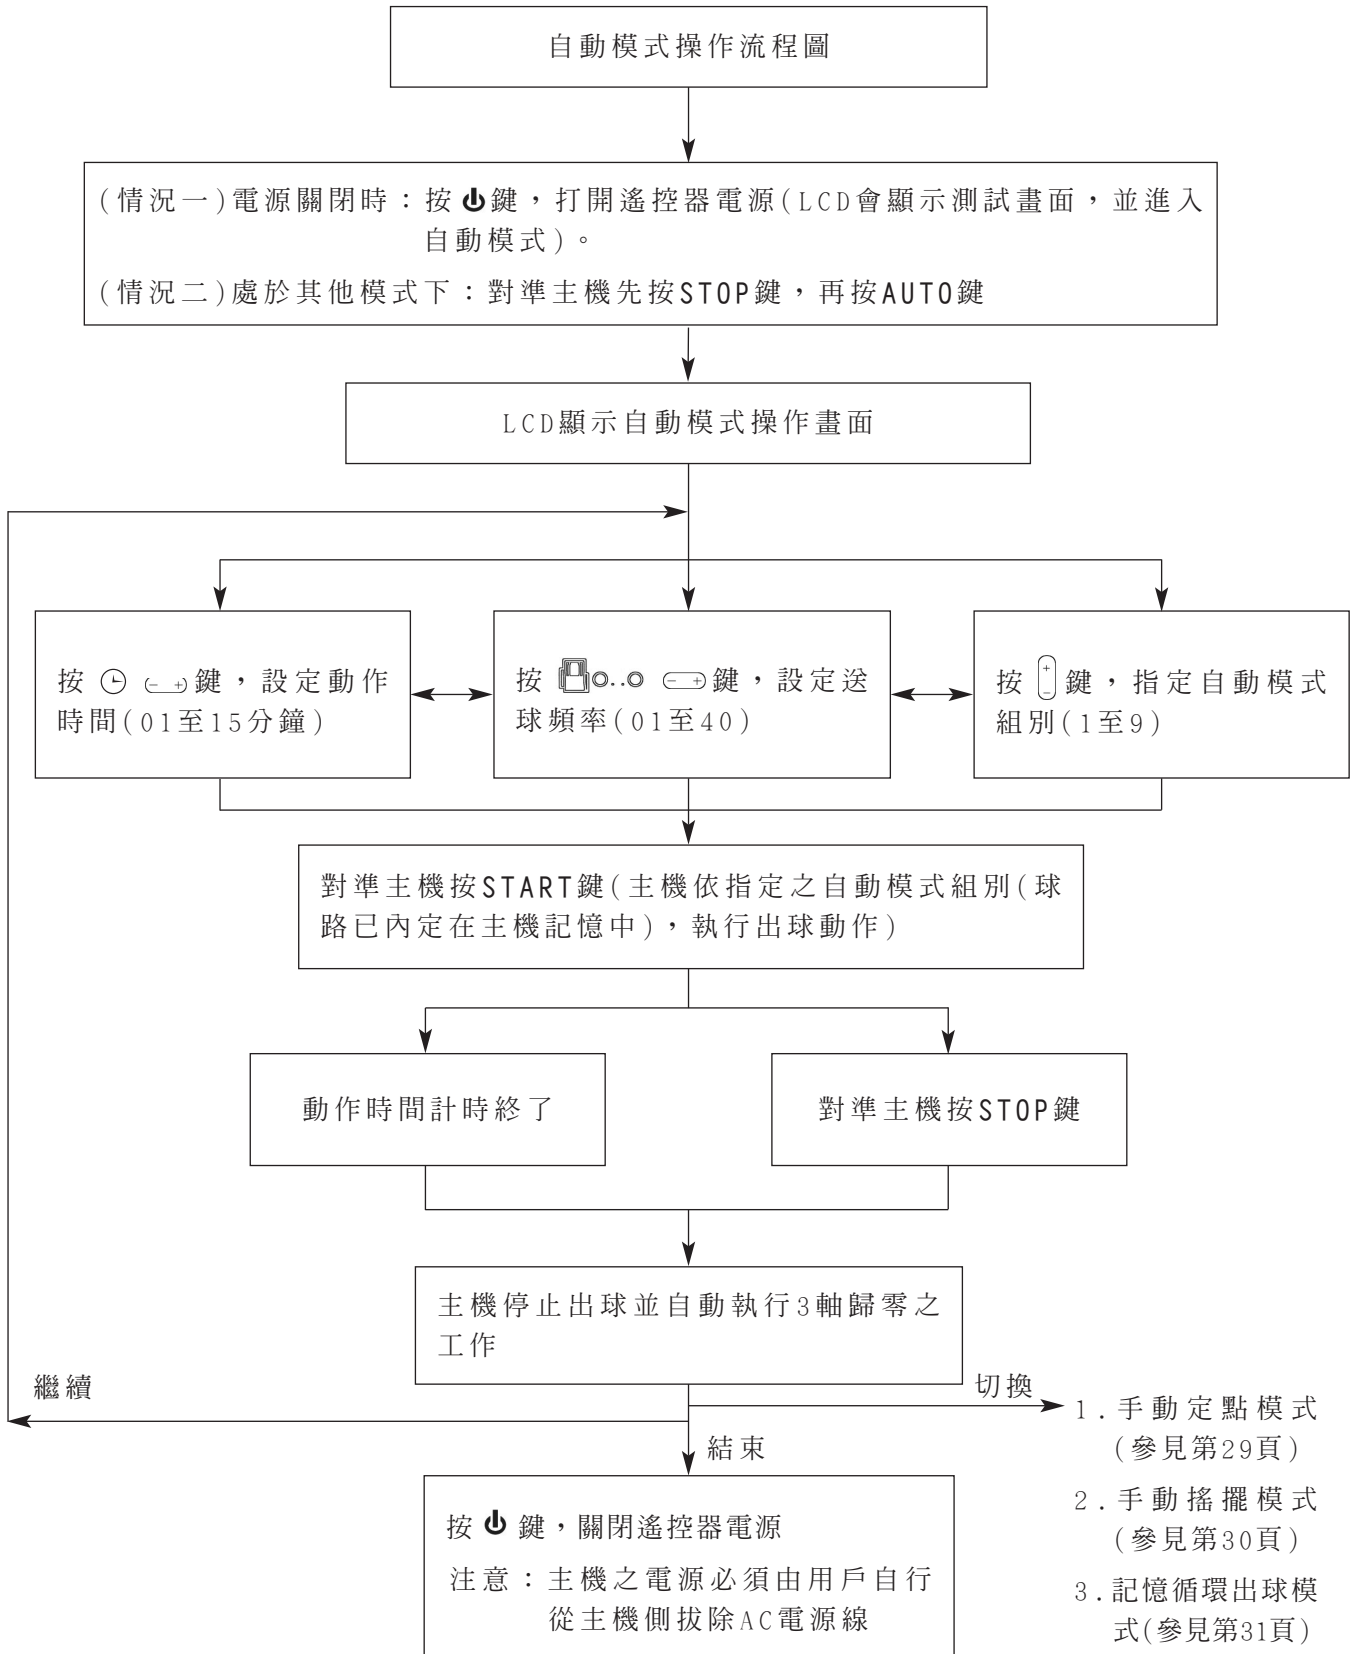 自動模式操作流程圖
(情況一)電源關閉時：按⏻鍵，打開遙控器電源(LCD會顯示測試畫面，並進入
自動模式)。
(情況二)處於其他模式下：對準主機先按STOP鍵，再按AUTO鍵
LCD顯示自動模式操作畫面
按 - + 鍵，設定動作
時間(01至15分鐘)
按 - + 鍵，設定送
球頻率(01至40)
按 + - 鍵，指定自動模式
組別(1至9)
對準主機按START鍵(主機依指定之自動模式組別(球
路已內定在主機記憶中)，執行出球動作)
動作時間計時終了
對準主機按STOP鍵
主機停止出球並自動執行3軸歸零之
工作
繼續
切換
結束
1.手動定點模式
(參見第29頁)
2.手動搖擺模式
(參見第30頁)
3.記憶循環出球模
式(參見第31頁)
按⏻鍵，關閉遙控器電源
注意：主機之電源必須由用戶自行
從主機側拔除AC電源線